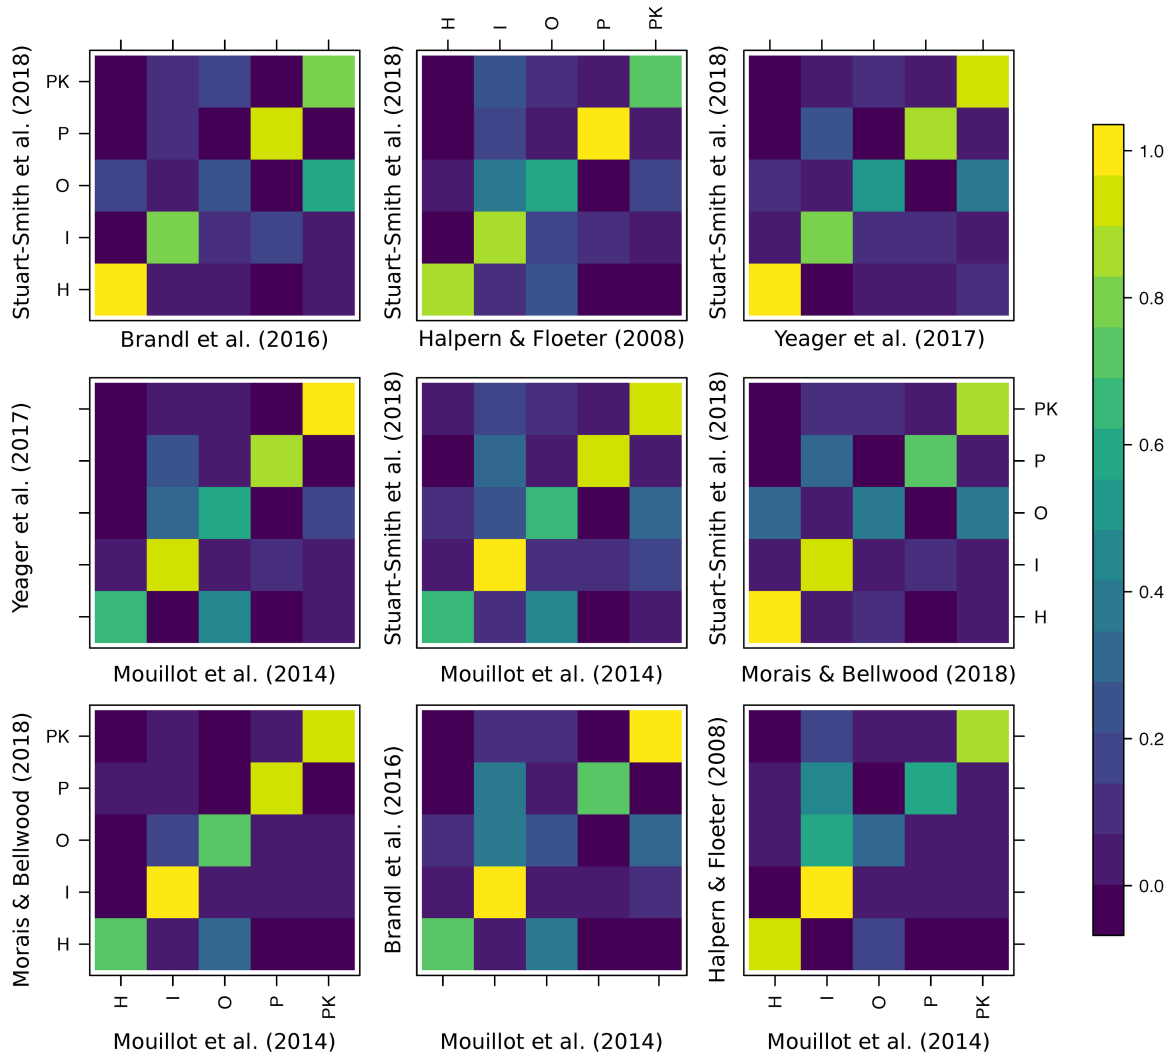 H I O P PK
Stuart-Smith et al. (2018)
PK
P
O
I
H
Brandl et al. (2016)
Stuart-Smith et al. (2018)
Halpern & Floeter (2008)
Stuart-Smith et al. (2018)
Yeager et al. (2017)
Yeager et al. (2017)
Mouillot et al. (2014)
Stuart-Smith et al. (2018)
Mouillot et al. (2014)
Stuart-Smith et al. (2018)
PK
P
O
I
H
Morais & Bellwood (2018)
Morais & Bellwood (2018)
PK
P
O
I
H
H I O P PK
Mouillot et al. (2014)
Brandl et al. (2016)
Mouillot et al. (2014)
Halpern & Floeter (2008)
H I O P PK
Mouillot et al. (2014)
1.0
0.8
0.6
0.4
0.2
0.0